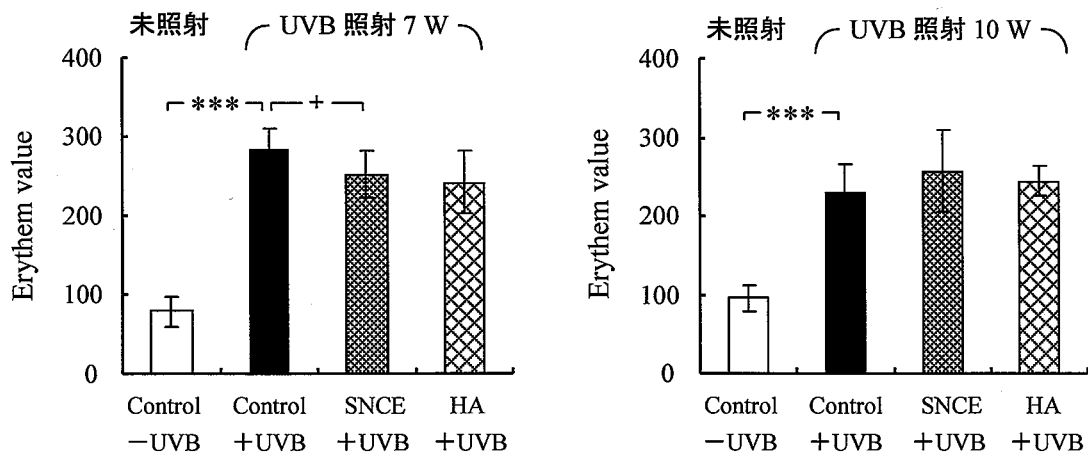 未照射 UVB 照射 7 W
400
300
200
100
0
Erythem value
*** +
Control Control SNCE HA
−UVB +UVB +UVB +UVB
未照射 UVB 照射 10 W
400
300
200
100
0
Erythem value
***
Control Control SNCE HA
−UVB +UVB +UVB +UVB